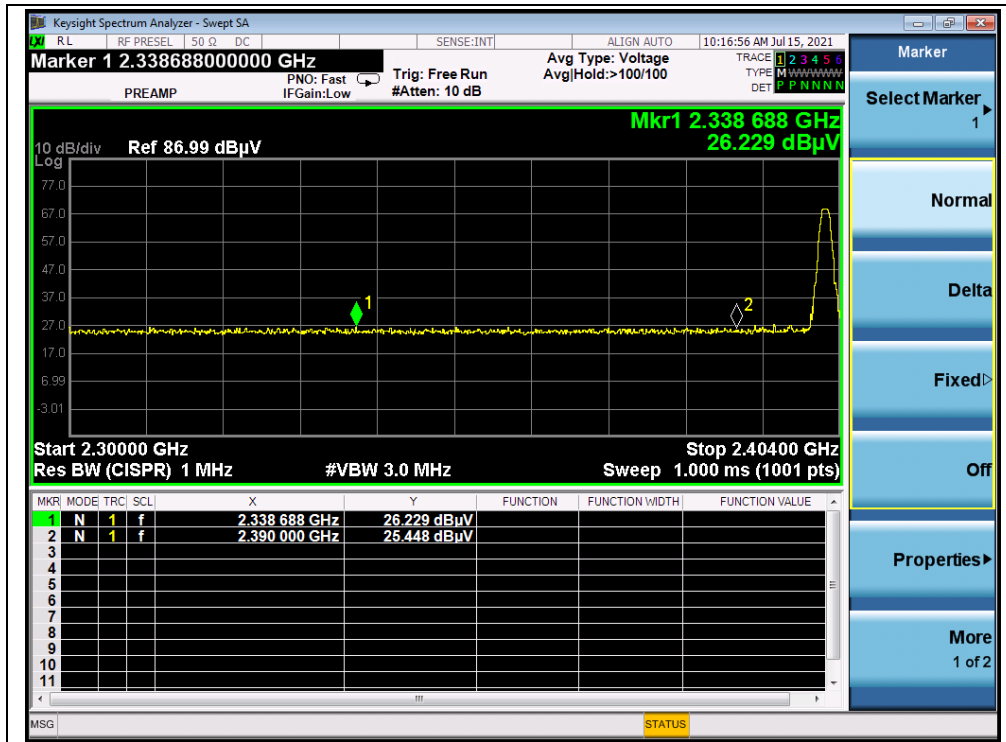 Keysight Spectrum Analyzer - Swept SA
LXI RL RF PRESEL 50 Ω DC SENSE:INT ALIGN AUTO 10:16:56 AM Jul 15, 2021
Marker 1 2.338688000000 GHz
Avg Type: Voltage
TRACE 1 2 3 4 5 6
PNO: Fast Trig: Free Run Avg|Hold:>100/100 TYPE M WWWWW
PREAMP IFGain:Low #Atten: 10 dB DET P P N N N N
Mkr1 2.338 688 GHz
10 dB/div Ref 86.99 dBµV 26.229 dBµV
Log
77.0
67.0
57.0
47.0
37.0
27.0
17.0
6.99
-3.01
1
2
Start 2.30000 GHz Stop 2.40400 GHz
Res BW (CISPR) 1 MHz #VBW 3.0 MHz Sweep 1.000 ms (1001 pts)
MKR MODE TRC SCL X Y FUNCTION FUNCTION WIDTH FUNCTION VALUE
1 N 1 f 2.338 688 GHz 26.229 dBµV
2 N 1 f 2.390 000 GHz 25.448 dBµV
3
4
5
6
7
8
9
10
11
MSG STATUS
Marker
Select Marker
1
Normal
Delta
Fixed
Off
Properties
More
1 of 2